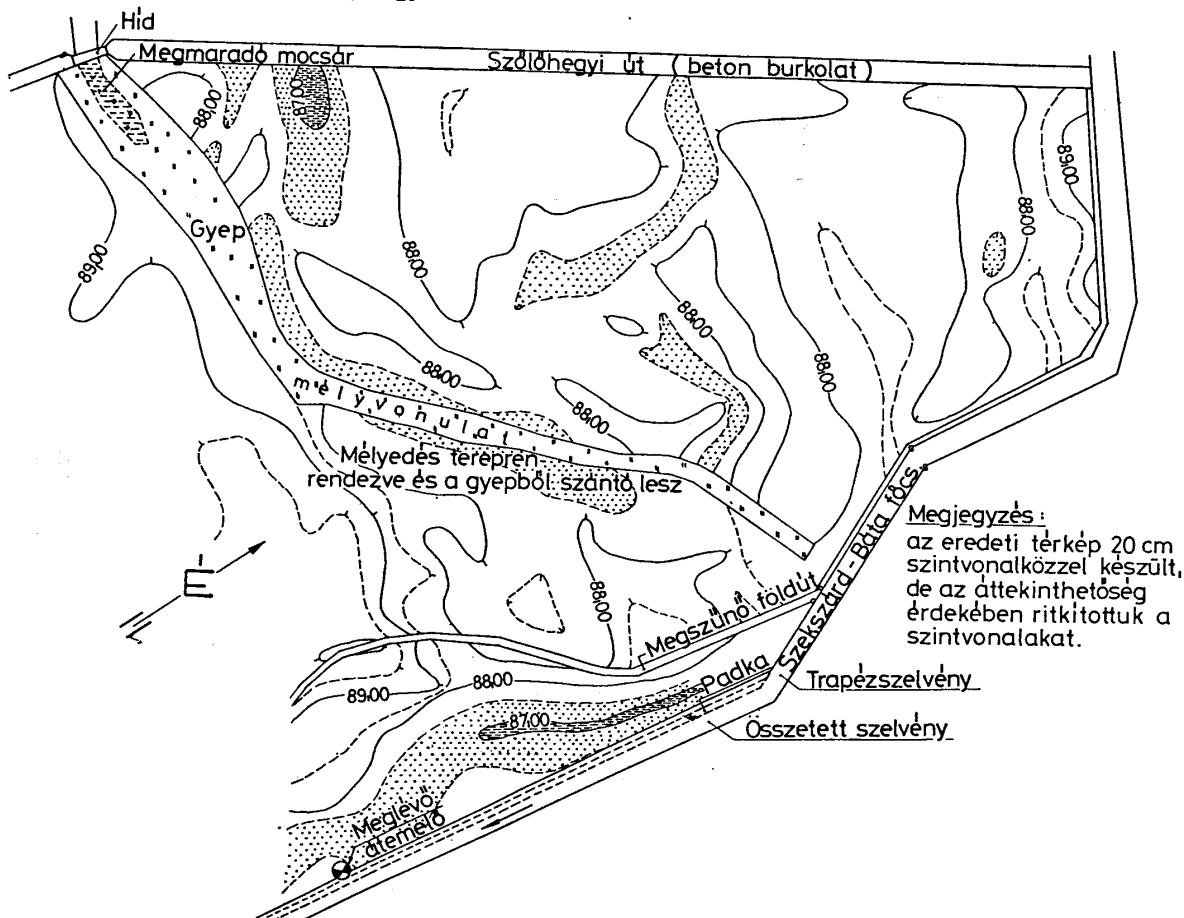 Híd
Megmaradó mocsár
Szőlőhegyi út ( beton burkolat )
88,00
87,00
89,00
88,00
"Gyep
89,00
88,00
88,00
88,00
88,00
88,00
mélyvonulat"
88,00
Mélyedés tereprendezve és a gyepből szántó lesz
Szekszárd-Báta főcs.
Megjegyzés :
az eredeti térkép 20 cm
szintvonalközzel készült,
de az áttekinthetőség
érdekében ritkítottuk a
szintvonalakat.
É
88,00
Megszűnő földút
89,00
88,00
87,00
Padka
Trapézszelvény
Összetett szelvény
Meglévő
átemelő